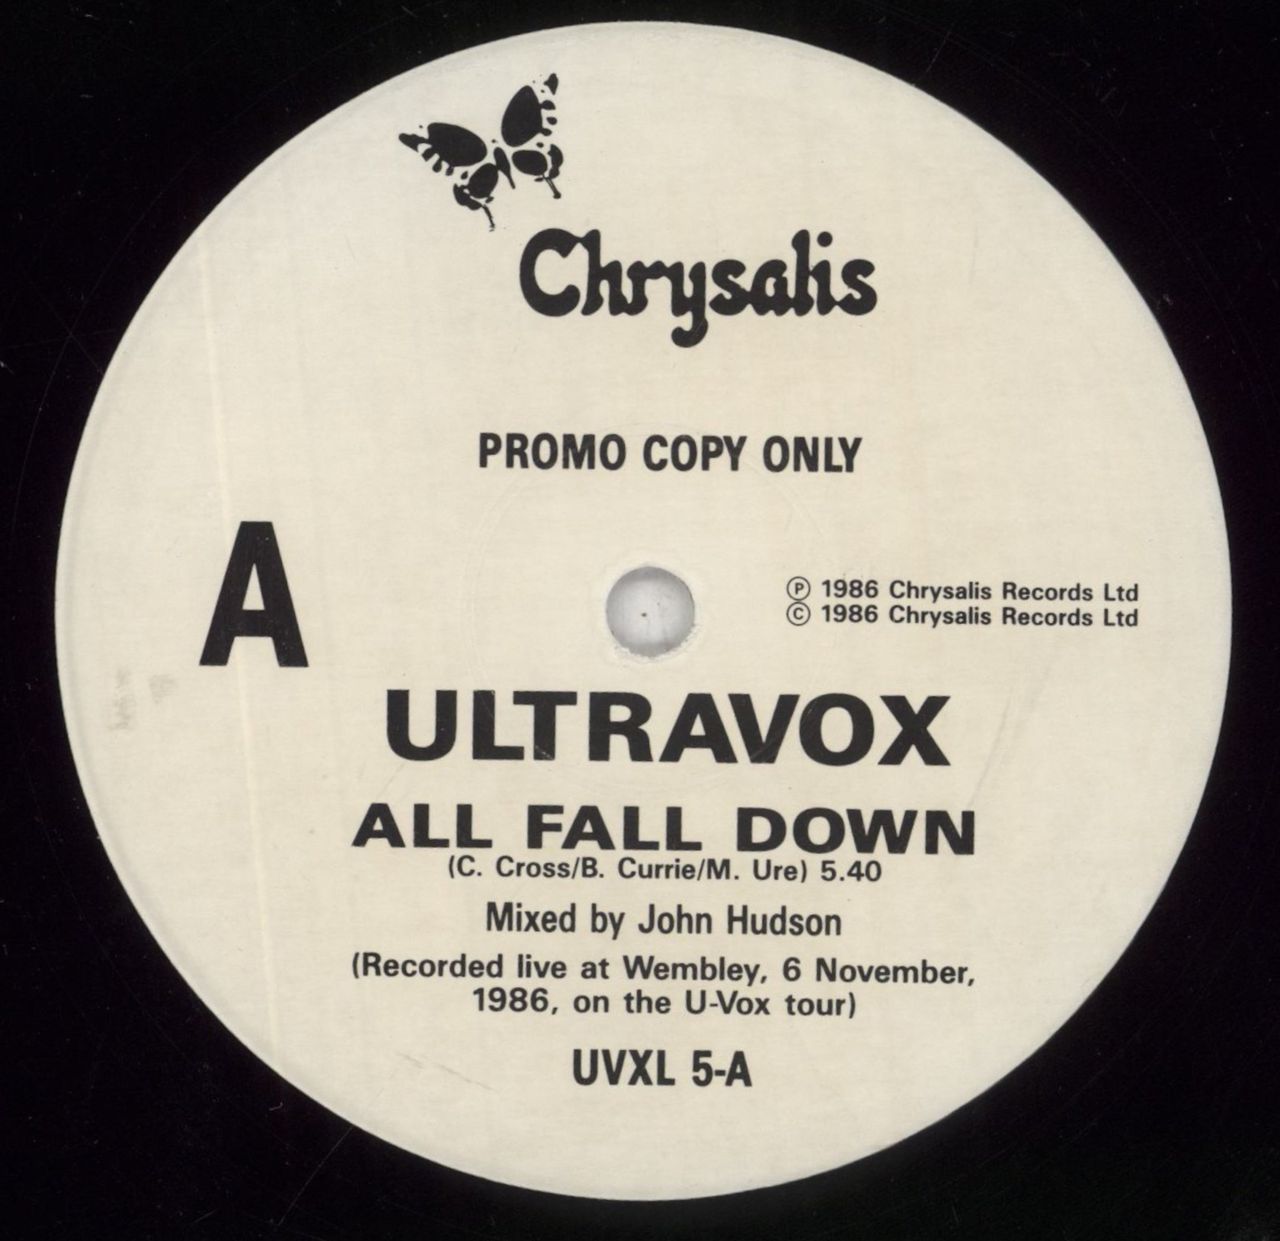 Chrysalis
PROMO COPY ONLY
A
Ⓟ 1986 Chrysalis Records Ltd
© 1986 Chrysalis Records Ltd
ULTRAVOX
ALL FALL DOWN
(C. Cross/B. Currie/M. Ure) 5.40
Mixed by John Hudson
(Recorded live at Wembley, 6 November,
1986, on the U-Vox tour)
UVXL 5-A